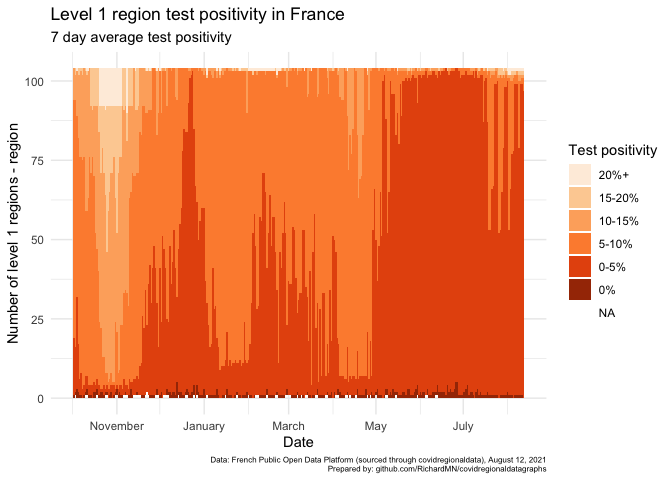 Level 1 region test positivity in France
7 day average test positivity
Number of level 1 regions - region
100
75
50
25
0
November
January
March
May
July
Date
Test positivity
20%+
15-20%
10-15%
5-10%
0-5%
0%
NA
Data: French Public Open Data Platform (sourced through covidregionaldata), August 12, 2021
Prepared by: github.com/RichardMN/covidregionaldatagraphs